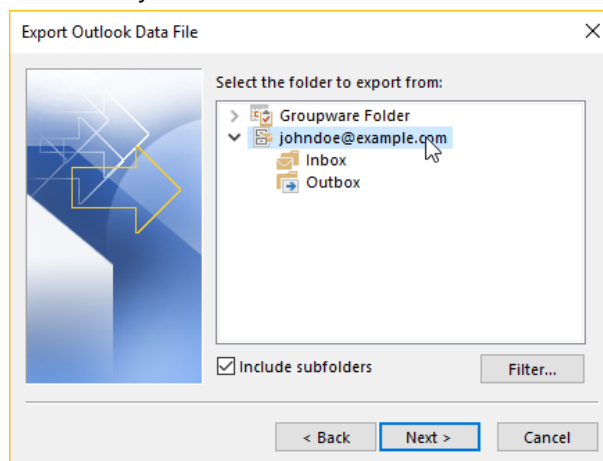 Export Outlook Data File
Select the folder to export from:
Groupware Folder
johndoe@example.com
Inbox
Outbox
Include subfolders
Filter...
< Back
Next >
Cancel